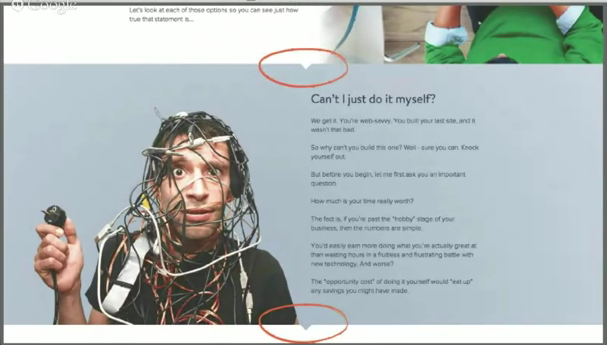 Google
Let's look at each of those options so you can see just how
true that statement is...
Can't I just do it myself?
We get it. You're web-savvy. You built your last site, and it
wasn't that bad.
So why can't you build this one? Well - sure you can. Knock
yourself out.
But before you begin, let me first ask you an important
question:
How much is your time really worth?
The fact is, if you're past the "hobby" stage of your
business, then the numbers are simple.
You'd easily earn more doing what you're actually great at
than wasting hours in a fruitless and frustrating battle with
new technology. And worse?
The "opportunity cost" of doing it yourself would "eat up"
any savings you might have made.